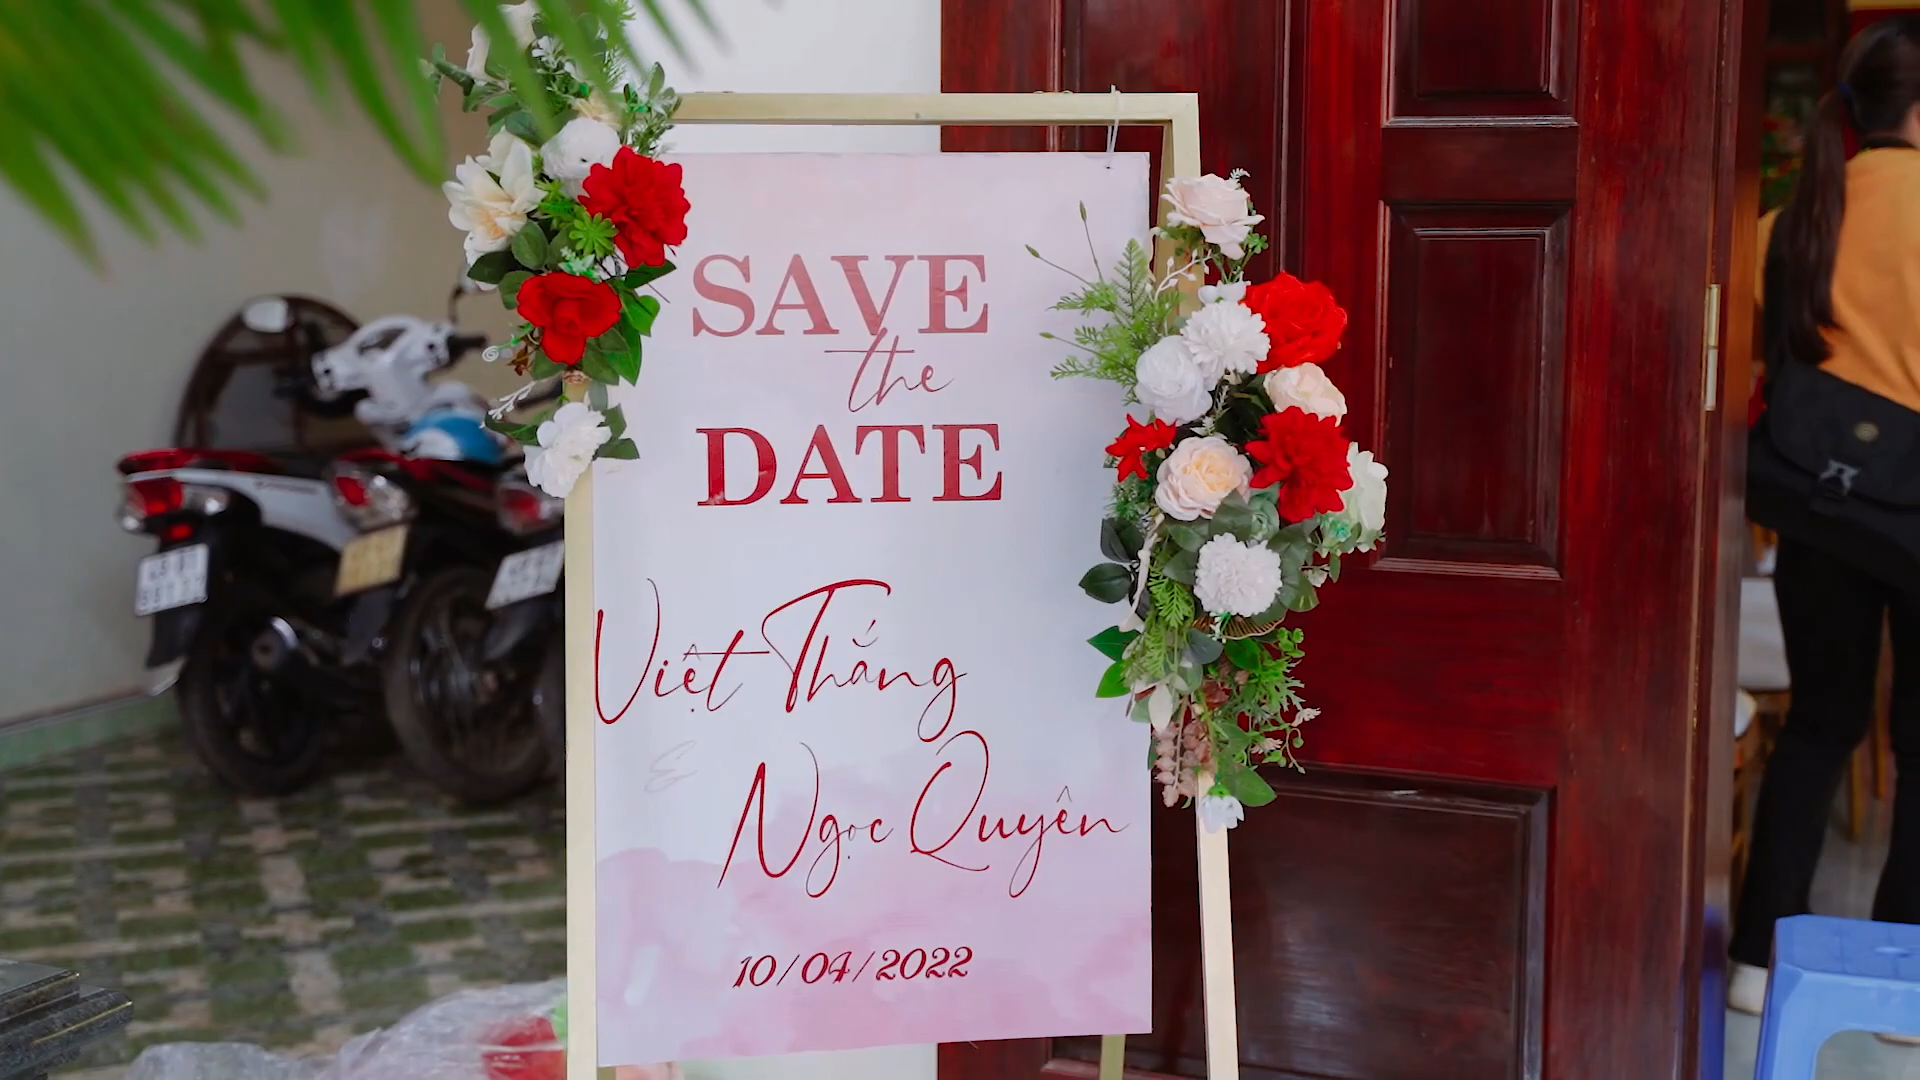 SAVE
the
DATE
Việt Thắng
&
Ngọc Quyên
10/04/2022